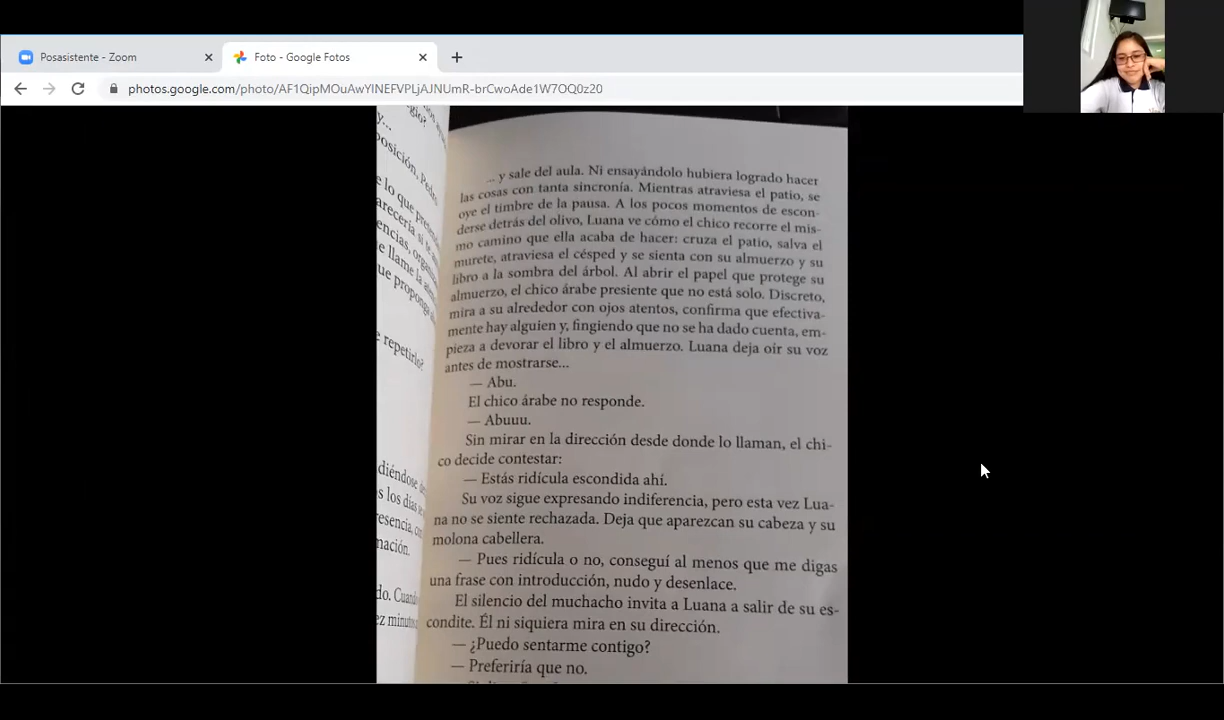 Posasistente - Zoom
Foto - Google Fotos
photos.google.com/photo/AF1QipMOuAwYlNEFVPLjAJNUmR-brCwoAde1W7OQ0z20
... y sale del aula. Ni ensayándolo hubiera logrado hacer
las cosas con tanta sincronía. Mientras atraviesa el patio, se
oye el timbre de la pausa. A los pocos momentos de escon-
derse detrás del olivo, Luana ve cómo el chico recorre el mis-
mo camino que ella acaba de hacer: cruza el patio, salva el
murete, atraviesa el césped y se sienta con su almuerzo y su
libro a la sombra del árbol. Al abrir el papel que protege su
almuerzo, el chico árabe presiente que no está solo. Discreto,
mira a su alrededor con ojos atentos, confirma que efectiva-
mente hay alguien y, fingiendo que no se ha dado cuenta, em-
pieza a devorar el libro y el almuerzo. Luana deja oír su voz
antes de mostrarse...
— Abu.
El chico árabe no responde.
— Abuuu.
Sin mirar en la dirección desde donde lo llaman, el chi-
co decide contestar:
— Estás ridícula escondida ahí.
Su voz sigue expresando indiferencia, pero esta vez Lua-
na no se siente rechazada. Deja que aparezcan su cabeza y su
molona cabellera.
— Pues ridícula o no, conseguí al menos que me digas
una frase con introducción, nudo y desenlace.
El silencio del muchacho invita a Luana a salir de su es-
condite. Él ni siquiera mira en su dirección.
— ¿Puedo sentarme contigo?
— Preferiría que no.